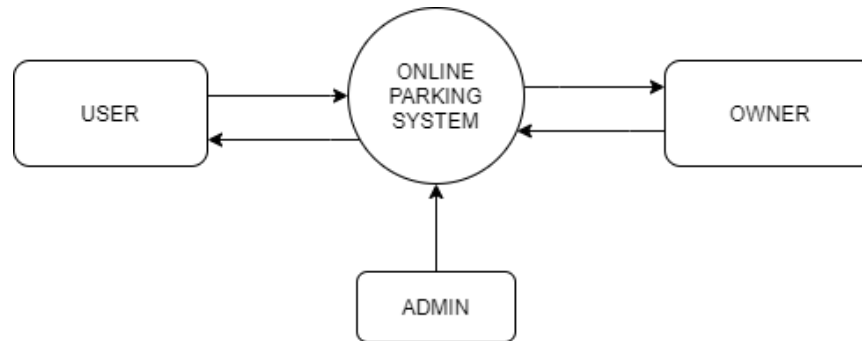 USER
ONLINE
PARKING
SYSTEM
OWNER
ADMIN